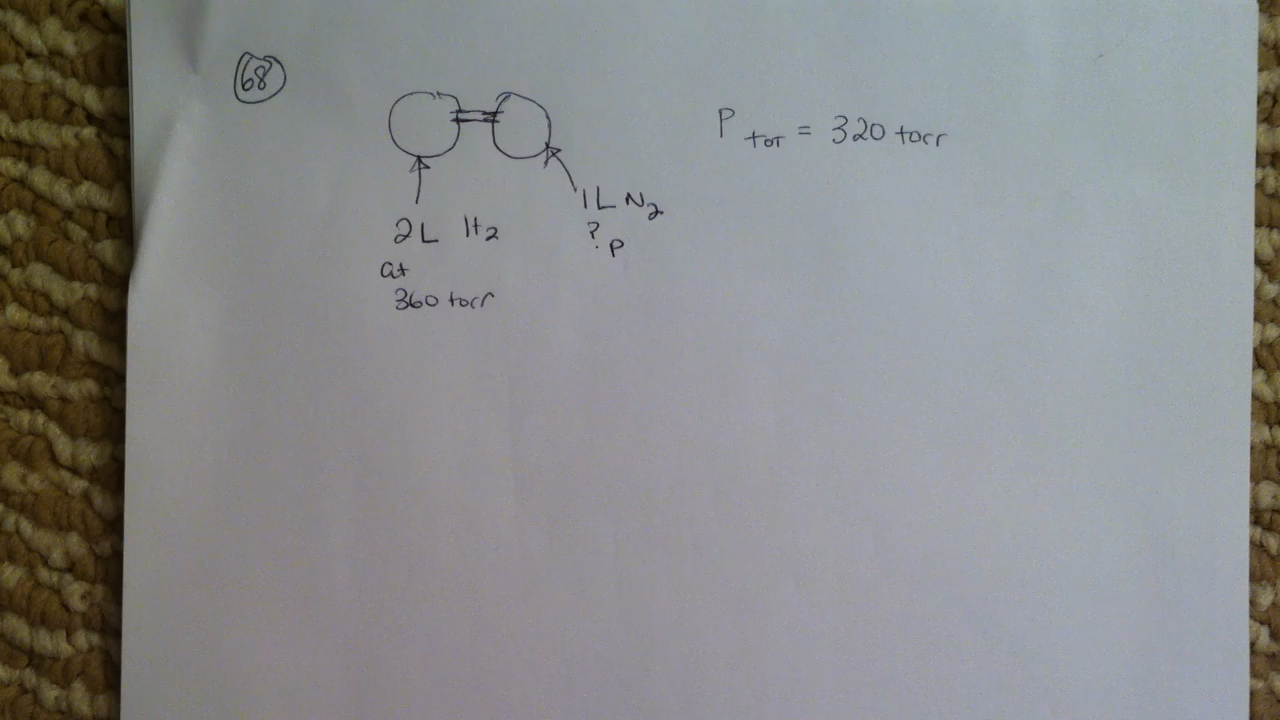 68
P tot = 320 torr
1L N2
2L H2
? P
at
360 torr